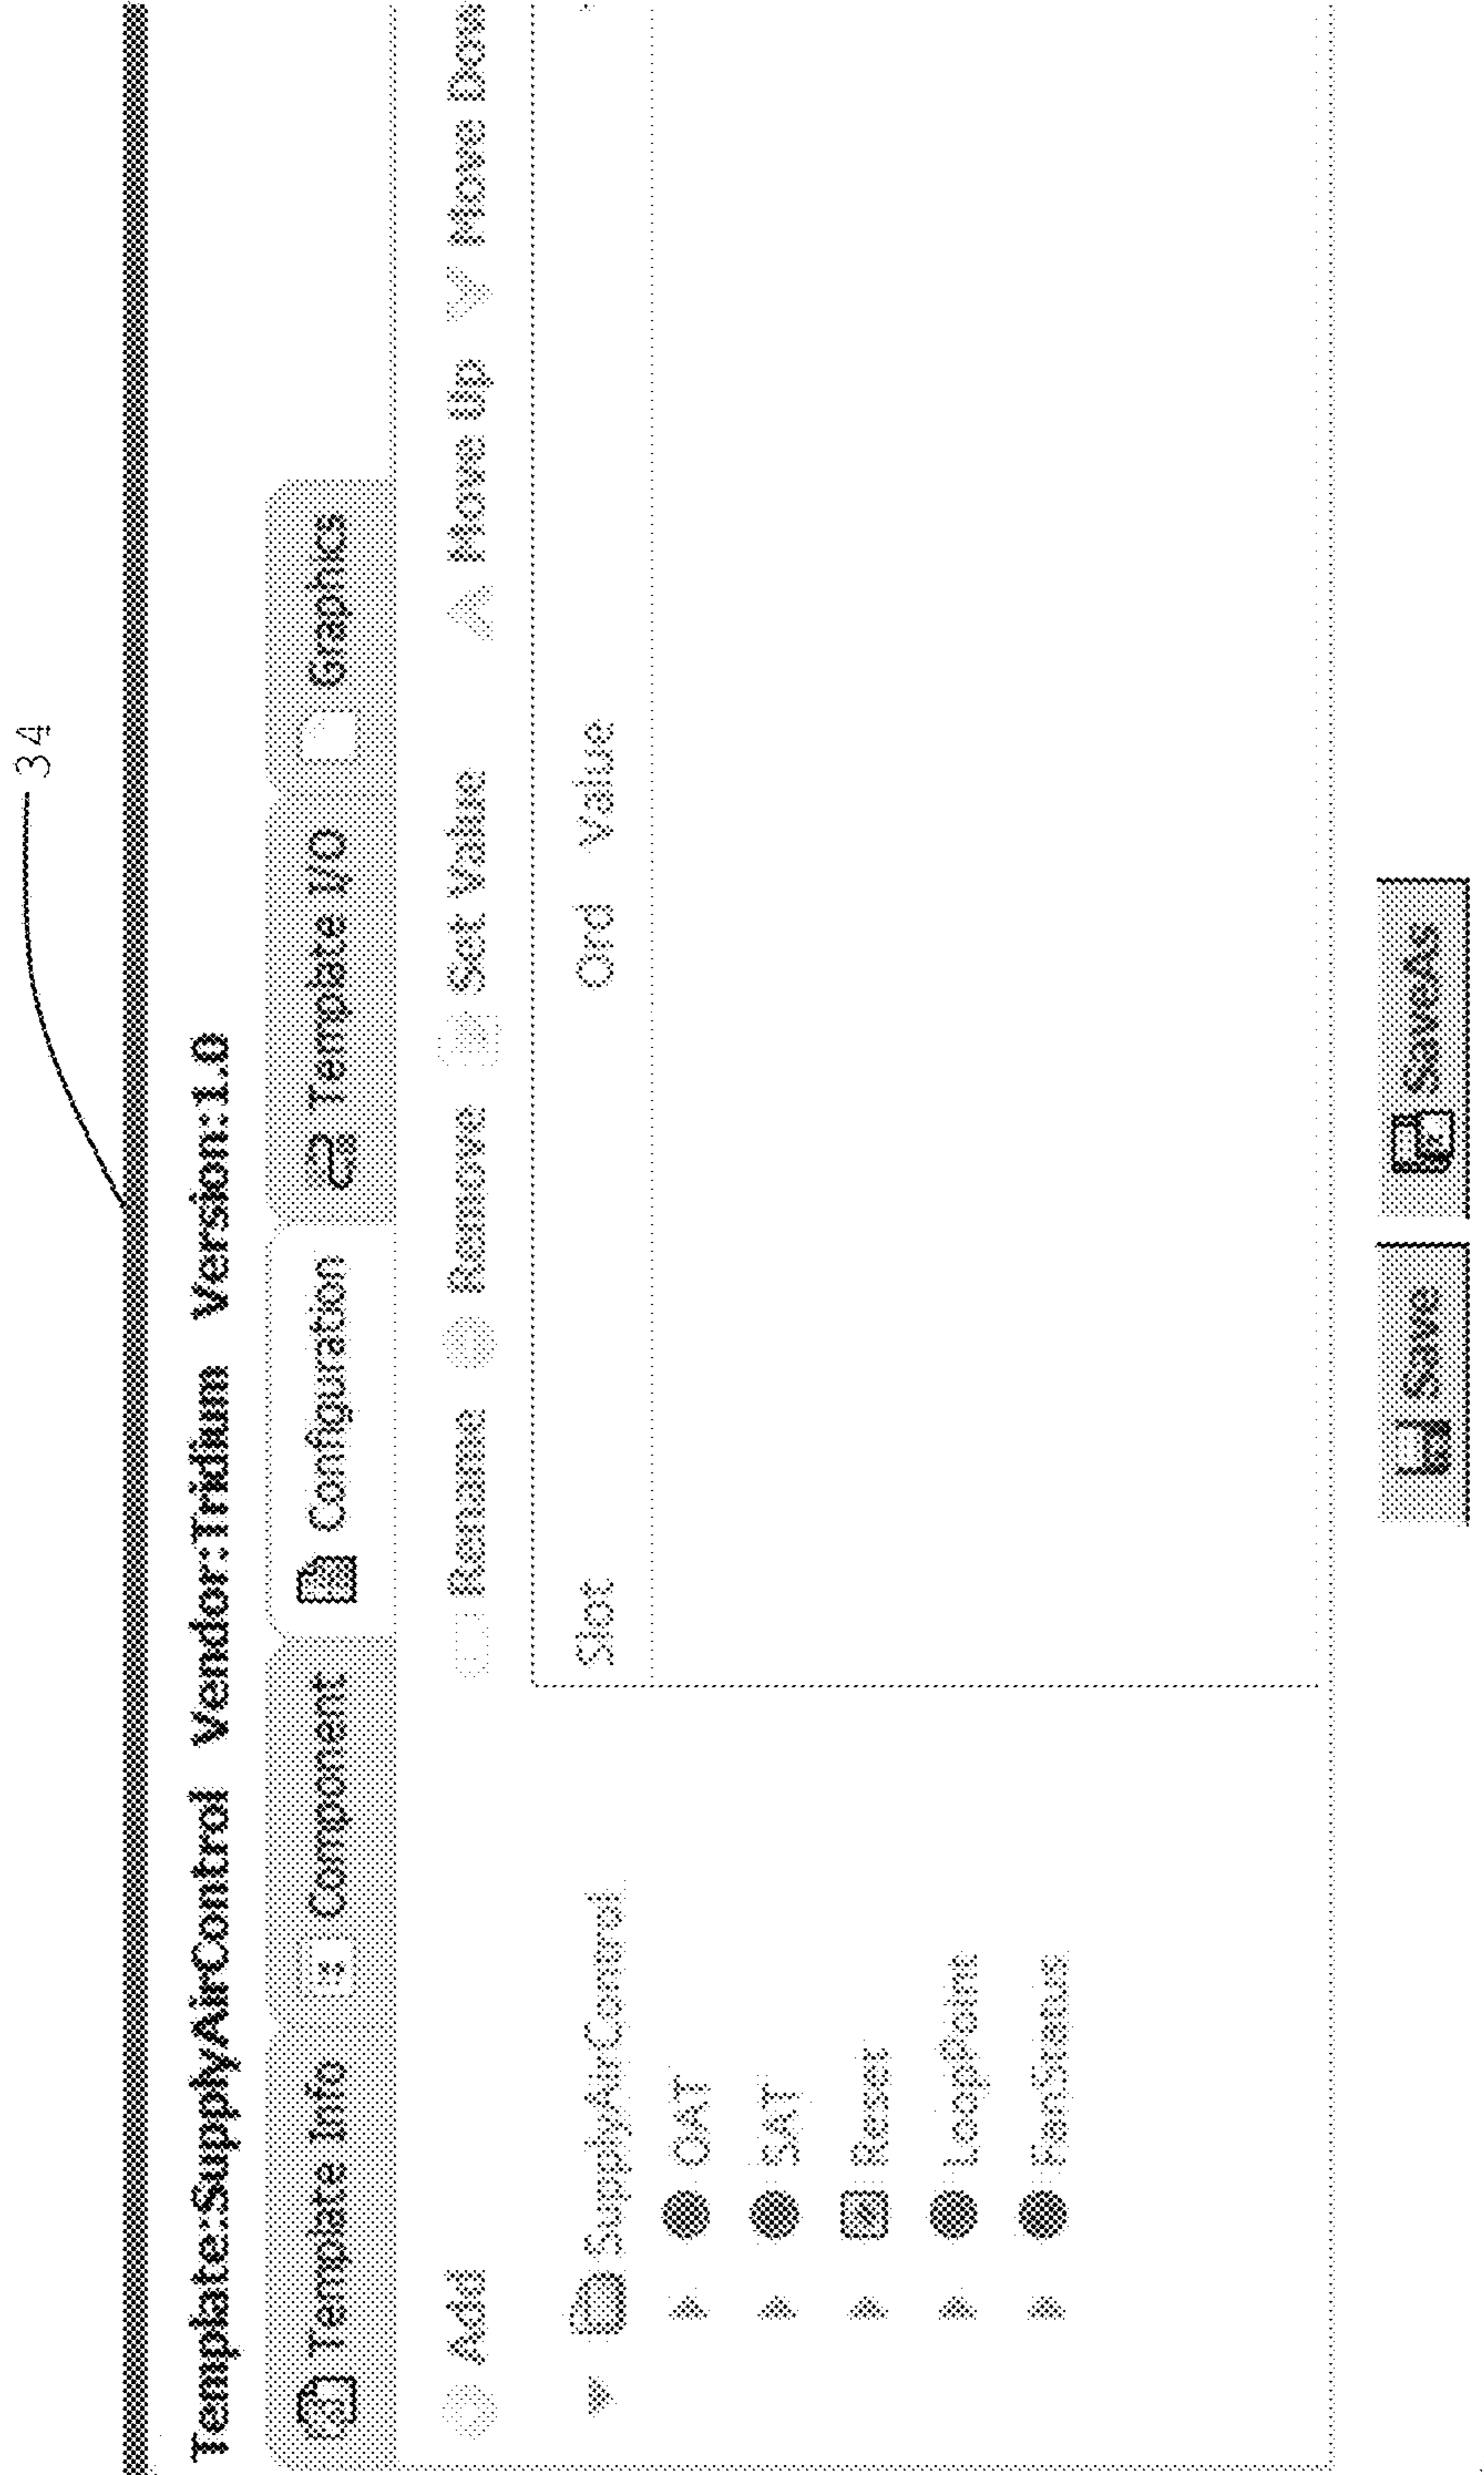 34
Template:SupplyAirControl Vendor:Tridium Version:1.0
Template Info Component Configuration Template I/O Graphics
Add Rename Remove Set Value Move Up Move
SupplyAirControl Slot Ord Value
OAT
SAT
Reset
LoopPoint
FanStatus
Save SaveAs